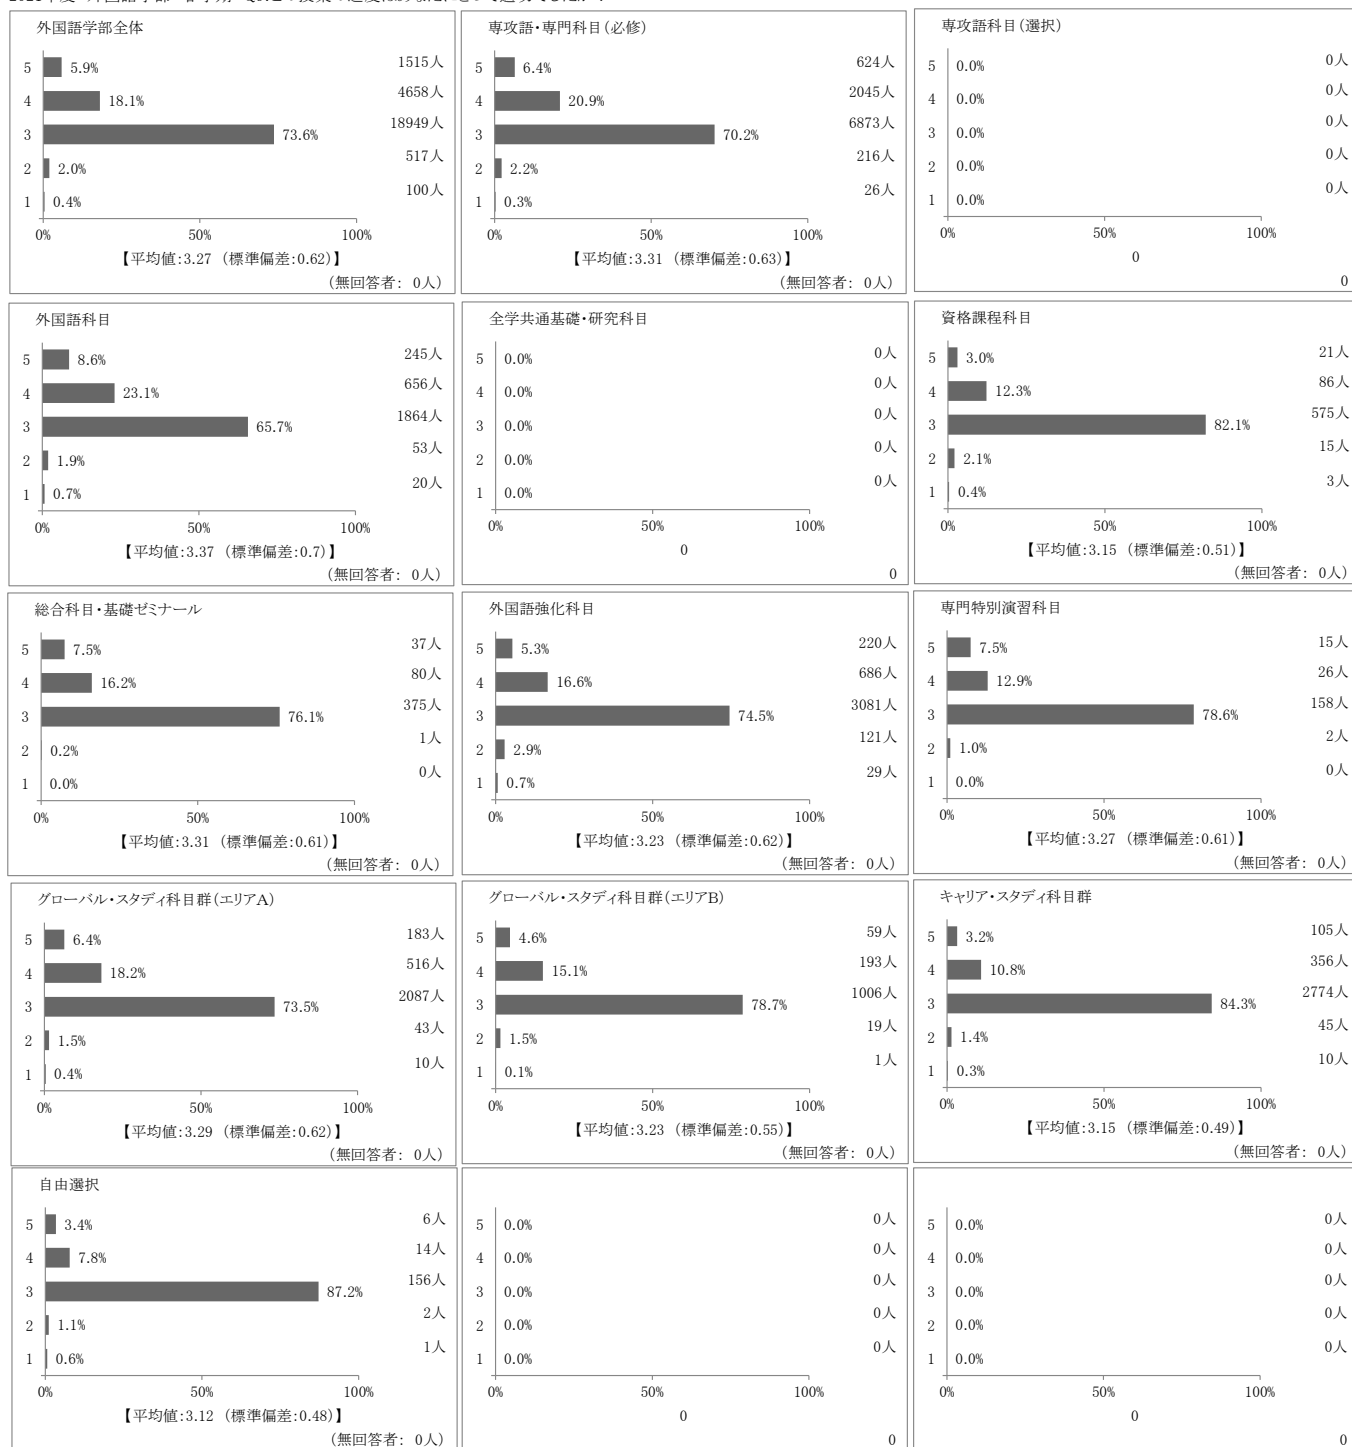 外国語学部全体
5 5.9% 1515人
4 18.1% 4658人
3 73.6% 18949人
2 2.0% 517人
1 0.4% 100人
0% 50% 100%
【平均値:3.27 (標準偏差:0.62)】
(無回答者: 0人)
専攻語・専門科目(必修)
5 6.4% 624人
4 20.9% 2045人
3 70.2% 6873人
2 2.2% 216人
1 0.3% 26人
0% 50% 100%
【平均値:3.31 (標準偏差:0.63)】
(無回答者: 0人)
専攻語科目(選択)
5 0.0% 0人
4 0.0% 0人
3 0.0% 0人
2 0.0% 0人
1 0.0% 0人
0% 50% 100%
0
0
外国語科目
5 8.6% 245人
4 23.1% 656人
3 65.7% 1864人
2 1.9% 53人
1 0.7% 20人
0% 50% 100%
【平均値:3.37 (標準偏差:0.7)】
(無回答者: 0人)
全学共通基礎・研究科目
5 0.0% 0人
4 0.0% 0人
3 0.0% 0人
2 0.0% 0人
1 0.0% 0人
0% 50% 100%
0
0
資格課程科目
5 3.0% 21人
4 12.3% 86人
3 82.1% 575人
2 2.1% 15人
1 0.4% 3人
0% 50% 100%
【平均値:3.15 (標準偏差:0.51)】
(無回答者: 0人)
総合科目・基礎ゼミナール
5 7.5% 37人
4 16.2% 80人
3 76.1% 375人
2 0.2% 1人
1 0.0% 0人
0% 50% 100%
【平均値:3.31 (標準偏差:0.61)】
(無回答者: 0人)
外国語強化科目
5 5.3% 220人
4 16.6% 686人
3 74.5% 3081人
2 2.9% 121人
1 0.7% 29人
0% 50% 100%
【平均値:3.23 (標準偏差:0.62)】
(無回答者: 0人)
専門特別演習科目
5 7.5% 15人
4 12.9% 26人
3 78.6% 158人
2 1.0% 2人
1 0.0% 0人
0% 50% 100%
【平均値:3.27 (標準偏差:0.61)】
(無回答者: 0人)
グローバル・スタディ科目群(エリアA)
5 6.4% 183人
4 18.2% 516人
3 73.5% 2087人
2 1.5% 43人
1 0.4% 10人
0% 50% 100%
【平均値:3.29 (標準偏差:0.62)】
(無回答者: 0人)
グローバル・スタディ科目群(エリアB)
5 4.6% 59人
4 15.1% 193人
3 78.7% 1006人
2 1.5% 19人
1 0.1% 1人
0% 50% 100%
【平均値:3.23 (標準偏差:0.55)】
(無回答者: 0人)
キャリア・スタディ科目群
5 3.2% 105人
4 10.8% 356人
3 84.3% 2774人
2 1.4% 45人
1 0.3% 10人
0% 50% 100%
【平均値:3.15 (標準偏差:0.49)】
(無回答者: 0人)
自由選択
5 3.4% 6人
4 7.8% 14人
3 87.2% 156人
2 1.1% 2人
1 0.6% 1人
0% 50% 100%
【平均値:3.12 (標準偏差:0.48)】
(無回答者: 0人)
5 0.0% 0人
4 0.0% 0人
3 0.0% 0人
2 0.0% 0人
1 0.0% 0人
0% 50% 100%
0
0
5 0.0% 0人
4 0.0% 0人
3 0.0% 0人
2 0.0% 0人
1 0.0% 0人
0% 50% 100%
0
0